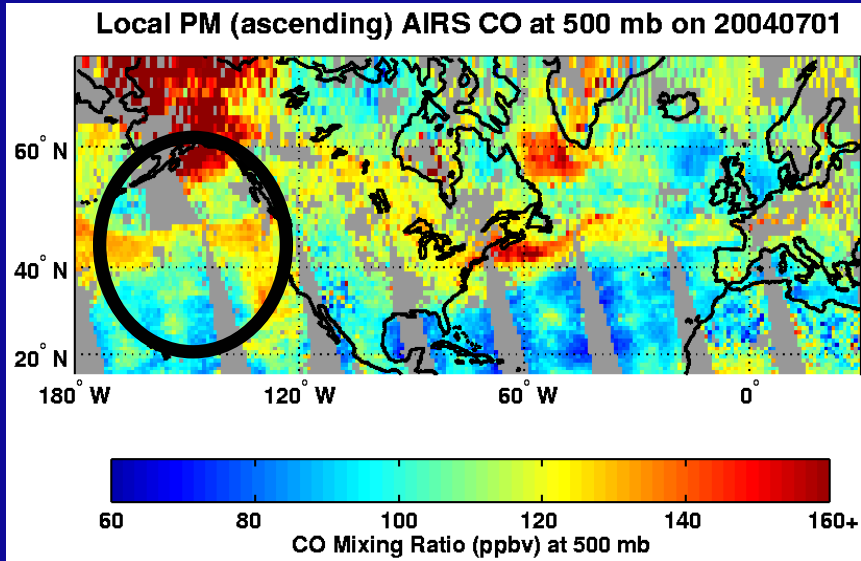 Local PM (ascending) AIRS CO at 500 mb on 20040701
60° N
40° N
20° N
180° W 120° W 60° W 0°
60 80 100 120 140 160+
CO Mixing Ratio (ppbv) at 500 mb